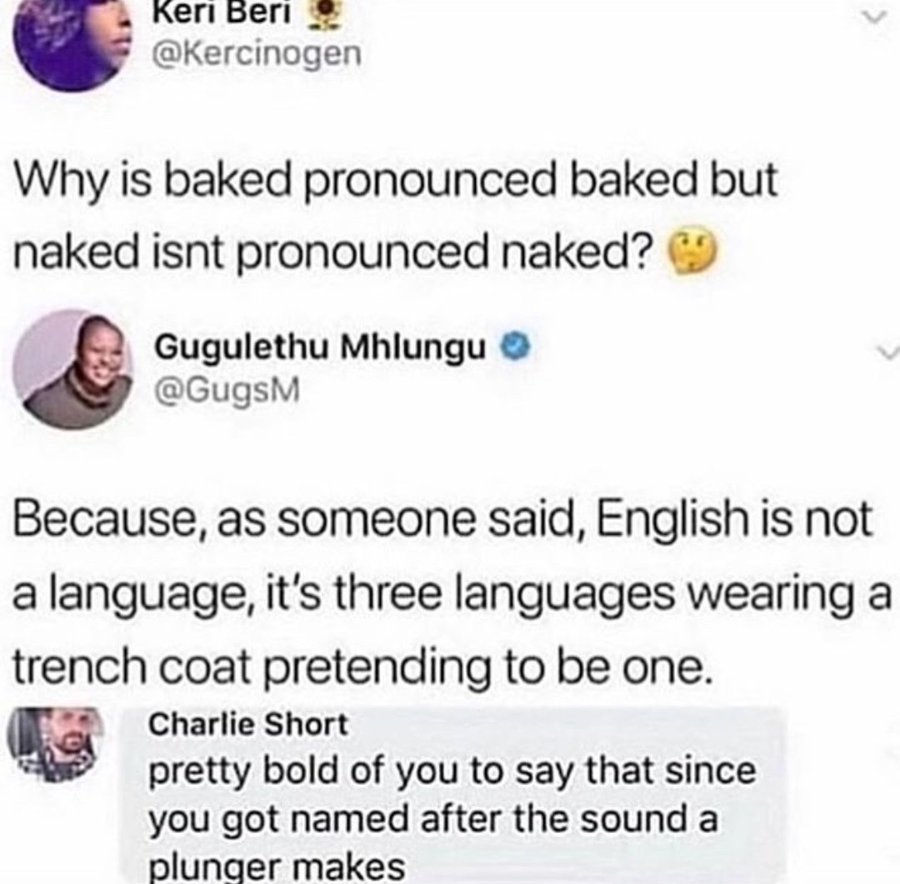 Keri Beri 🌻
@Kercinogen
Why is baked pronounced baked but
naked isnt pronounced naked? 🤔
Gugulethu Mhlungu
@GugsM
Because, as someone said, English is not
a language, it's three languages wearing a
trench coat pretending to be one.
Charlie Short
pretty bold of you to say that since
you got named after the sound a
plunger makes